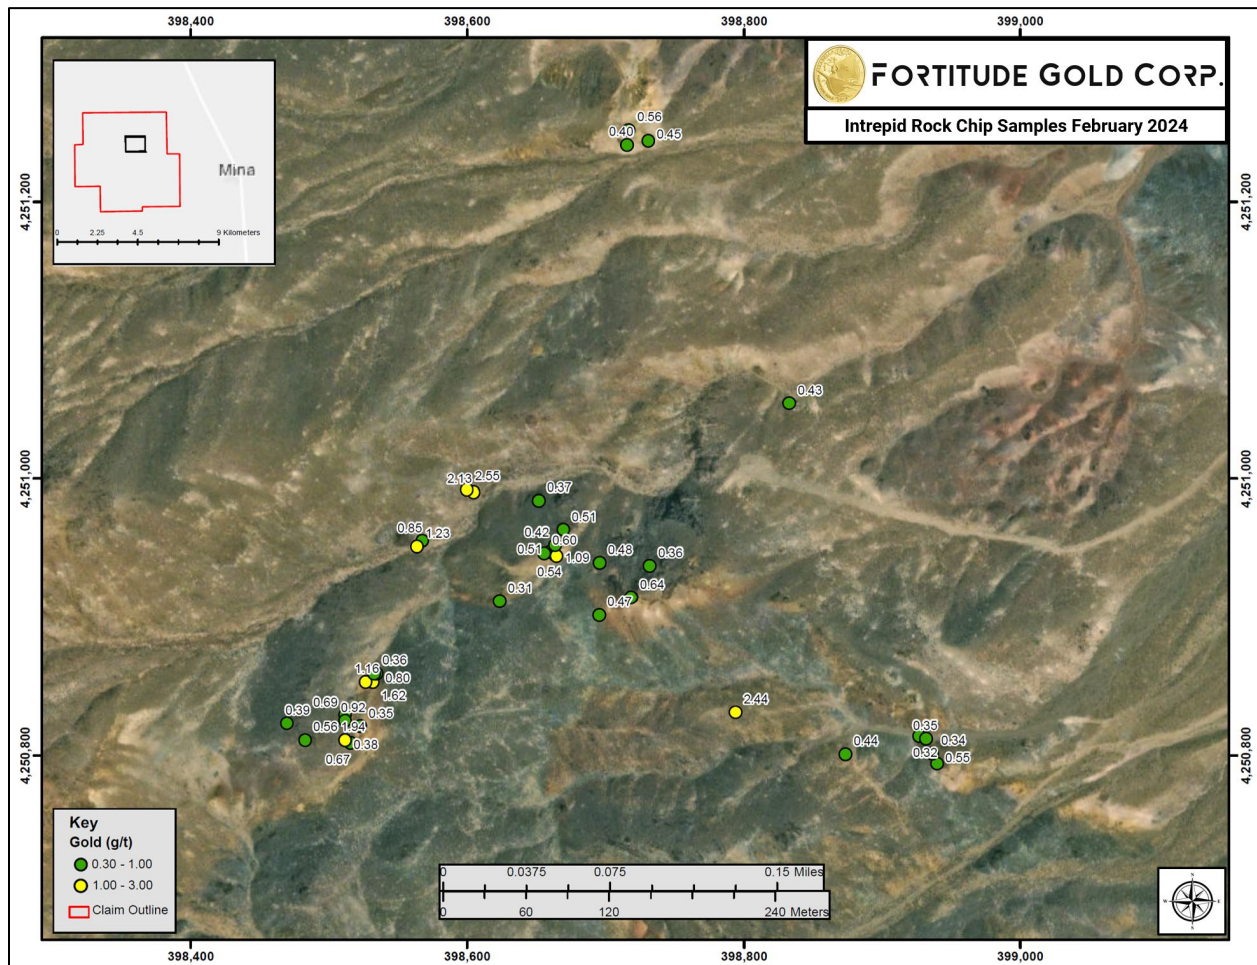 398,400 398,600 398,800 399,000
FORTITUDE GOLD CORP.
Intrepid Rock Chip Samples February 2024
Mina
0 2.25 4.5 9 Kilometers
4,251,200
4,251,000
4,250,800
4,251,200
4,251,000
4,250,800
0.56
0.40 0.45
0.43
2.13 2.55
0.37
0.51
0.85
1.23
0.42
0.60
0.51
1.09
0.54
0.48
0.36
0.64
0.31
0.47
0.36
1.16
0.80
1.62
0.69
0.92
0.39
0.35
0.56
1.94
0.38
0.67
2.44
0.35
0.44
0.34
0.32
0.55
Key
Gold (g/t)
0.30 - 1.00
1.00 - 3.00
Claim Outline
0 0.0375 0.075 0.15 Miles
0 60 120 240 Meters
N
W E
S
398,400 398,600 398,800 399,000